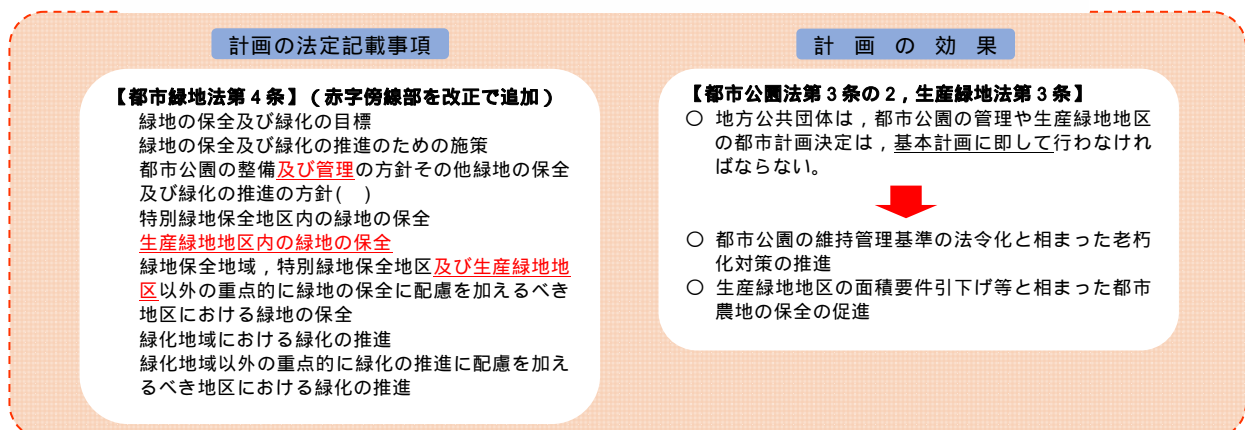 計画の法定記載事項
【都市緑地法第4条】(赤字傍線部を改正で追加)
緑地の保全及び緑化の目標
緑地の保全及び緑化の推進のための施策
都市公園の整備及び管理の方針その他緑地の保全
及び緑化の推進の方針( )
特別緑地保全地区内の緑地の保全
生産緑地地区内の緑地の保全
緑地保全地域,特別緑地保全地区及び生産緑地地
区以外の重点的に緑地の保全に配慮を加えるべき
地区における緑地の保全
緑化地域における緑化の推進
緑化地域以外の重点的に緑化の推進に配慮を加え
るべき地区における緑化の推進
計画の効果
【都市公園法第3条の2,生産緑地法第3条】
○ 地方公共団体は,都市公園の管理や生産緑地地区
の都市計画決定は,基本計画に即して行わなけれ
ばならない。
○ 都市公園の維持管理基準の法令化と相まった老朽
化対策の推進
○ 生産緑地地区の面積要件引下げ等と相まった都市
農地の保全の促進